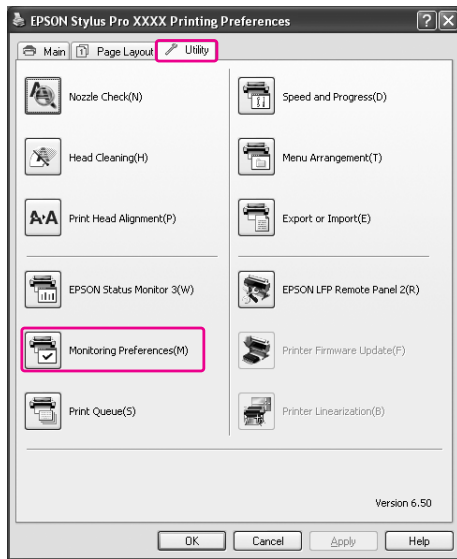 EPSON Stylus Pro XXXX Printing Preferences
Main Page Layout Utility
Nozzle Check(N) Speed and Progress(D)
Head Cleaning(H) Menu Arrangement(T)
Print Head Alignment(P) Export or Import(E)
EPSON Status Monitor 3(W) EPSON LFP Remote Panel 2(R)
Monitoring Preferences(M) Printer Firmware Update(F)
Print Queue(S) Printer Linearization(B)
Version 6.50
OK Cancel Apply Help